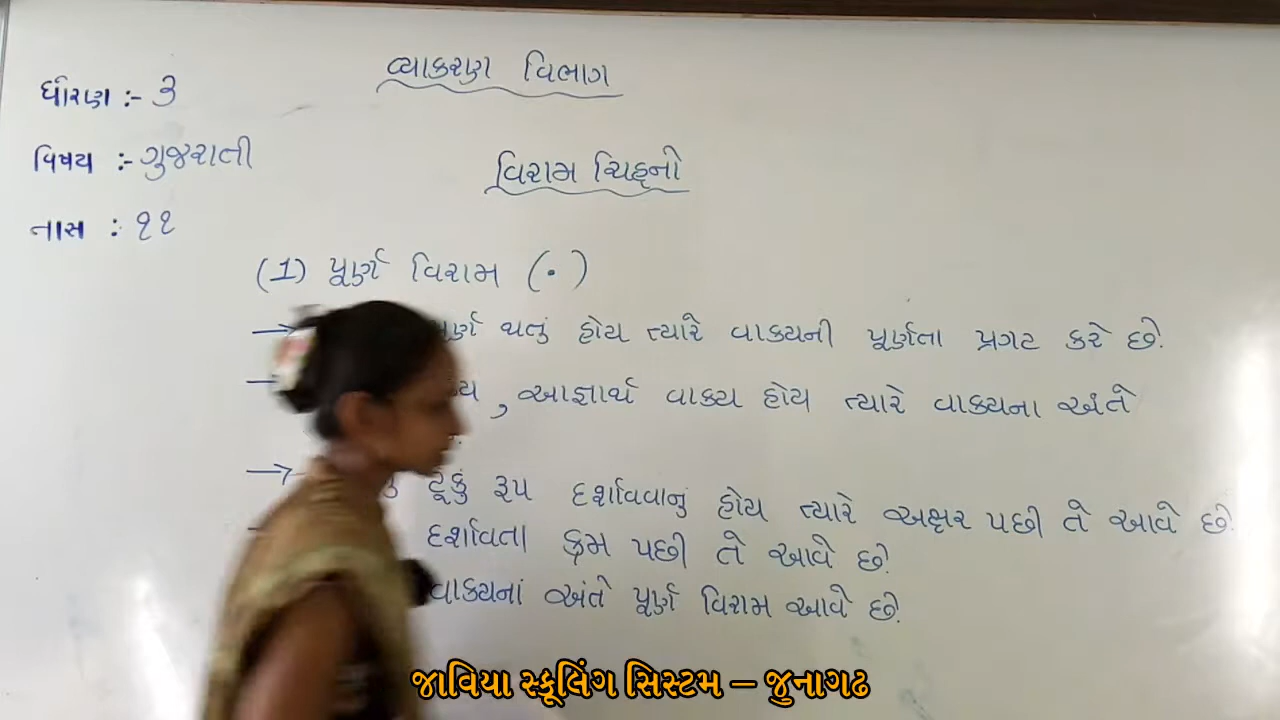 વ્યાકરણ વિભાગ
ધોરણ :- ૩
વિષય :- ગુજરાતી
તાસ : ૧૧
વિરામ ચિહ્નો
(1) પૂર્ણ વિરામ (.)
→ પૂર્ણ થતું હોય ત્યારે વાક્યની પૂર્ણતા પ્રગટ કરે છે.
, આજ્ઞાર્થ વાક્ય હોય ત્યારે વાક્યના અંતે
→ ટૂંકું રૂપ દર્શાવવાનું હોય ત્યારે અક્ષર પછી તે આવે છે.
દર્શાવતા ક્રમ પછી તે આવે છે.
વાક્યનાં અંતે પૂર્ણ વિરામ આવે છે.
જાવિયા સ્કૂલિંગ સિસ્ટમ – જુનાગઢ